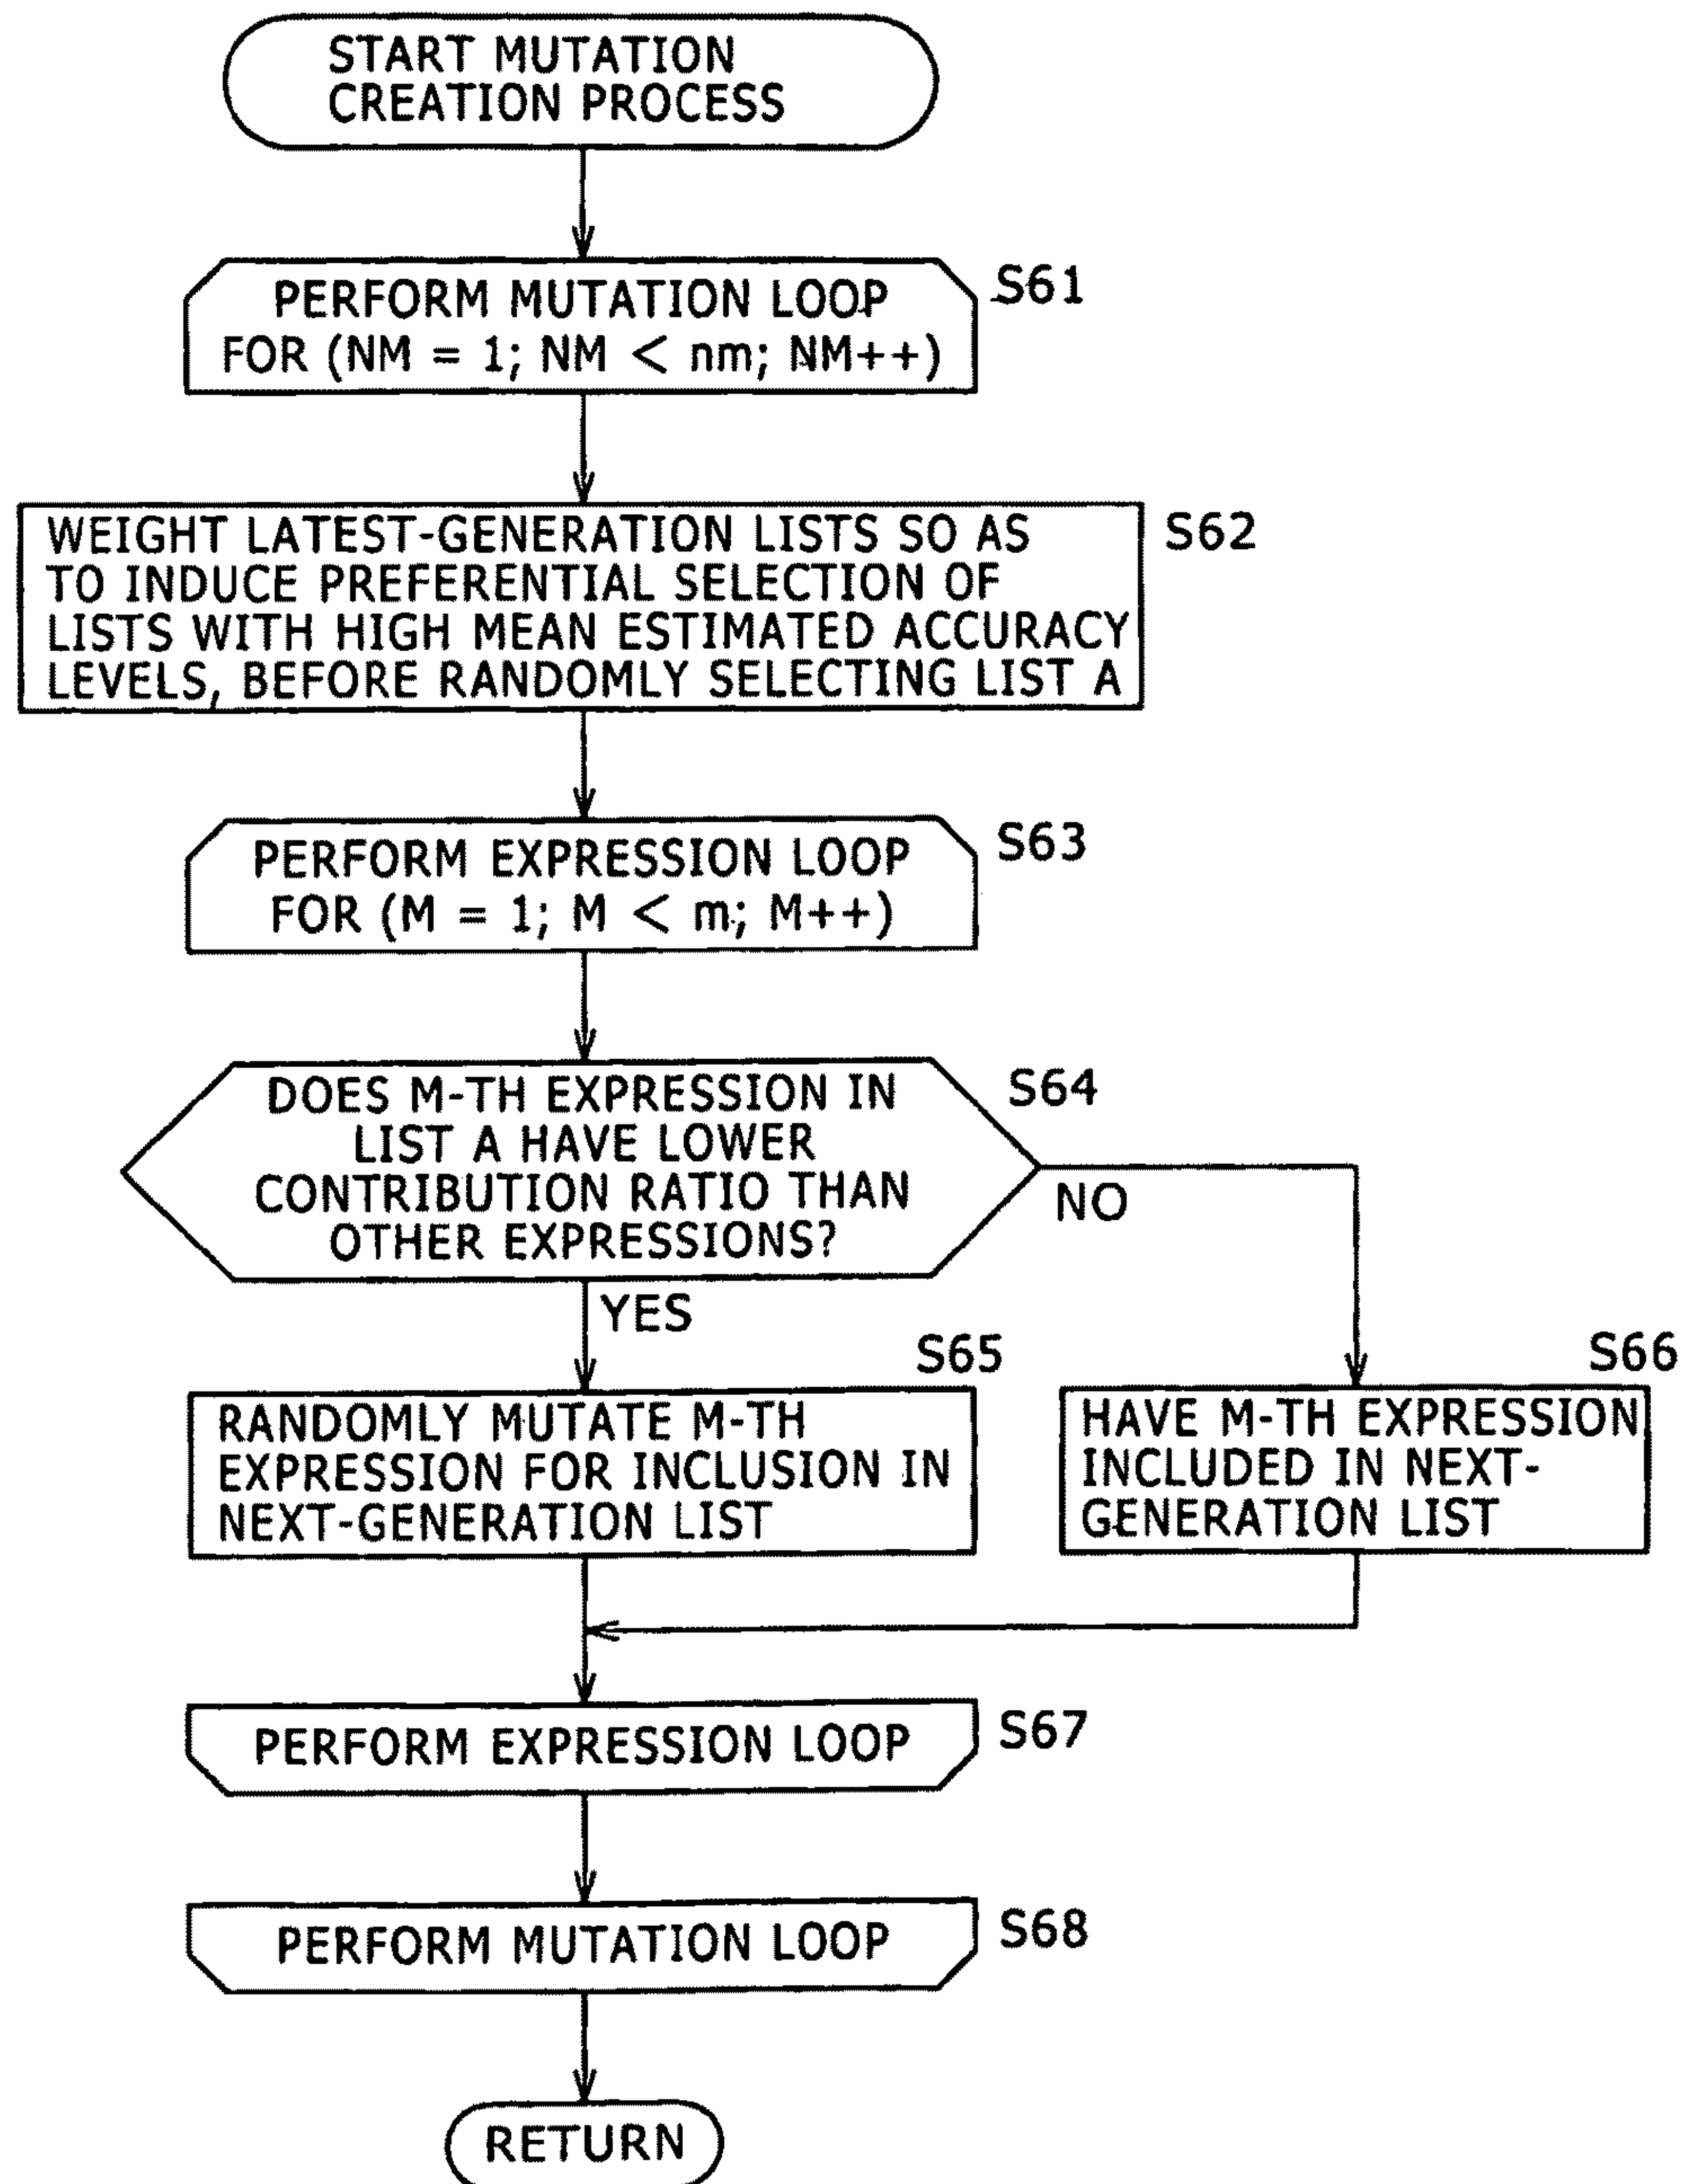 START MUTATION
CREATION PROCESS
PERFORM MUTATION LOOP
FOR (NM = 1; NM < nm; NM++)
S61
WEIGHT LATEST-GENERATION LISTS SO AS
TO INDUCE PREFERENTIAL SELECTION OF
LISTS WITH HIGH MEAN ESTIMATED ACCURACY
LEVELS, BEFORE RANDOMLY SELECTING LIST A
S62
PERFORM EXPRESSION LOOP
FOR (M = 1; M < m; M++)
S63
DOES M-TH EXPRESSION IN
LIST A HAVE LOWER
CONTRIBUTION RATIO THAN
OTHER EXPRESSIONS?
S64
NO
YES
S65
RANDOMLY MUTATE M-TH
EXPRESSION FOR INCLUSION IN
NEXT-GENERATION LIST
S66
HAVE M-TH EXPRESSION
INCLUDED IN NEXT-
GENERATION LIST
PERFORM EXPRESSION LOOP
S67
PERFORM MUTATION LOOP
S68
RETURN